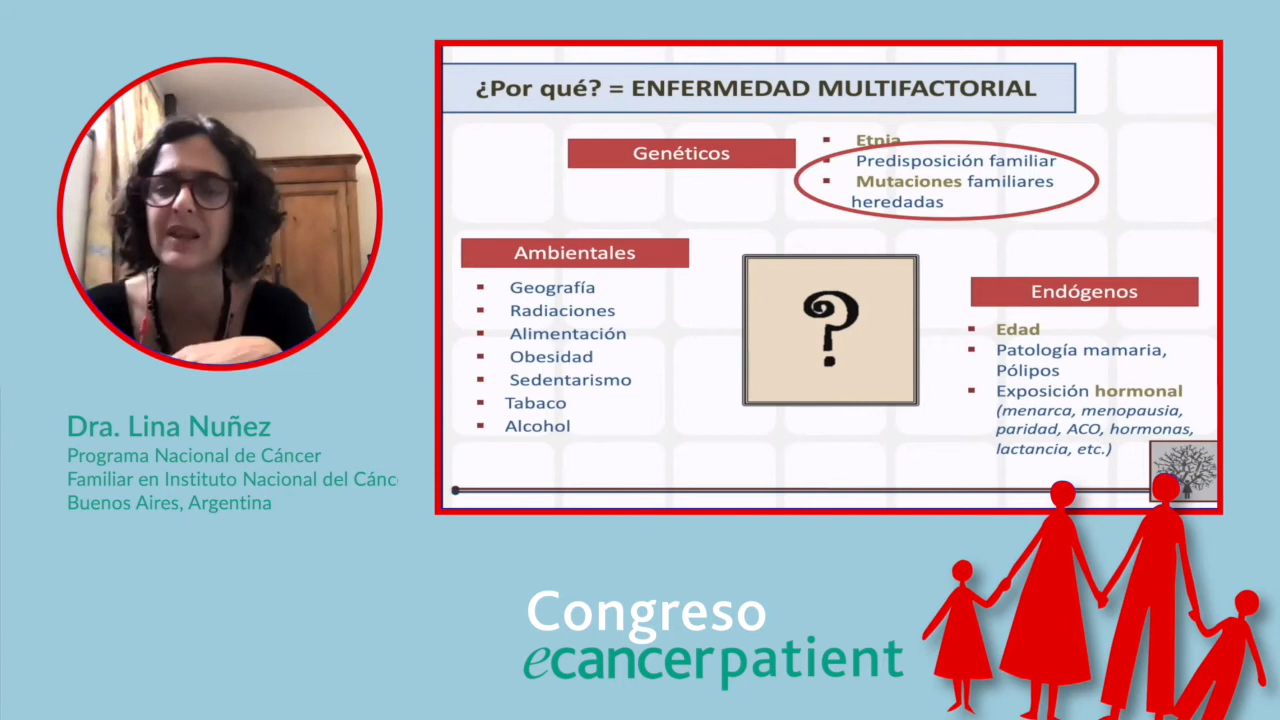 ¿Por qué? = ENFERMEDAD MULTIFACTORIAL
Genéticos
Etnia
Predisposición familiar
Mutaciones familiares
heredadas
Ambientales
Geografía
Radiaciones
Alimentación
Obesidad
Sedentarismo
Tabaco
Alcohol
?
Endógenos
Edad
Patología mamaria,
Pólipos
Exposición hormonal
(menarca, menopausia,
paridad, ACO, hormonas,
lactancia, etc.)
Dra. Lina Nuñez
Programa Nacional de Cáncer
Familiar en Instituto Nacional del Cánc
Buenos Aires, Argentina
Congreso
ecancerpatient